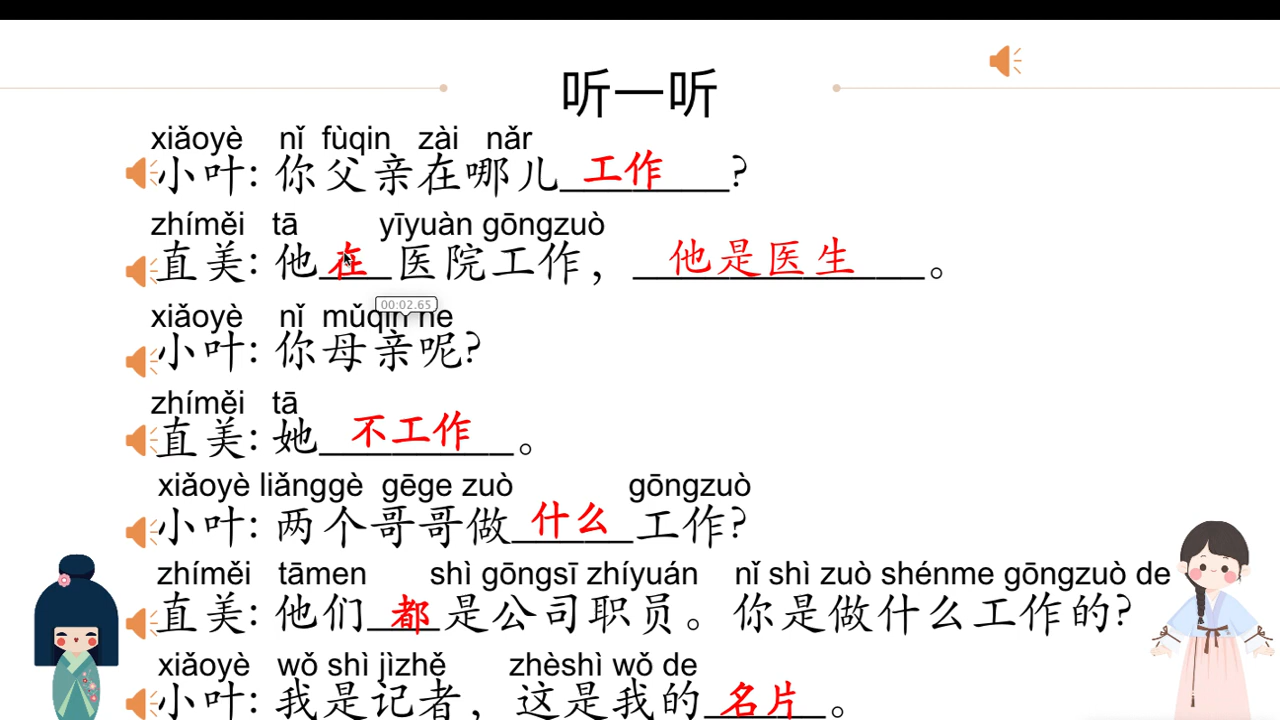 听一听
xiǎoyè nǐ fùqin zài nǎr
小叶: 你父亲在哪儿工作?
zhíměi tā yīyuàn gōngzuò
直美: 他在医院工作，他是医生。
00:02.65
xiǎoyè nǐ mǔqin ne
小叶: 你母亲呢?
zhíměi tā
直美: 她不工作。
xiǎoyè liǎnggè gēge zuò gōngzuò
小叶: 两个哥哥做什么工作?
zhíměi tāmen shì gōngsī zhíyuán nǐ shì zuò shénme gōngzuò de
直美: 他们都是公司职员。你是做什么工作的?
xiǎoyè wǒ shì jìzhě zhèshì wǒ de
小叶: 我是记者，这是我的名片。